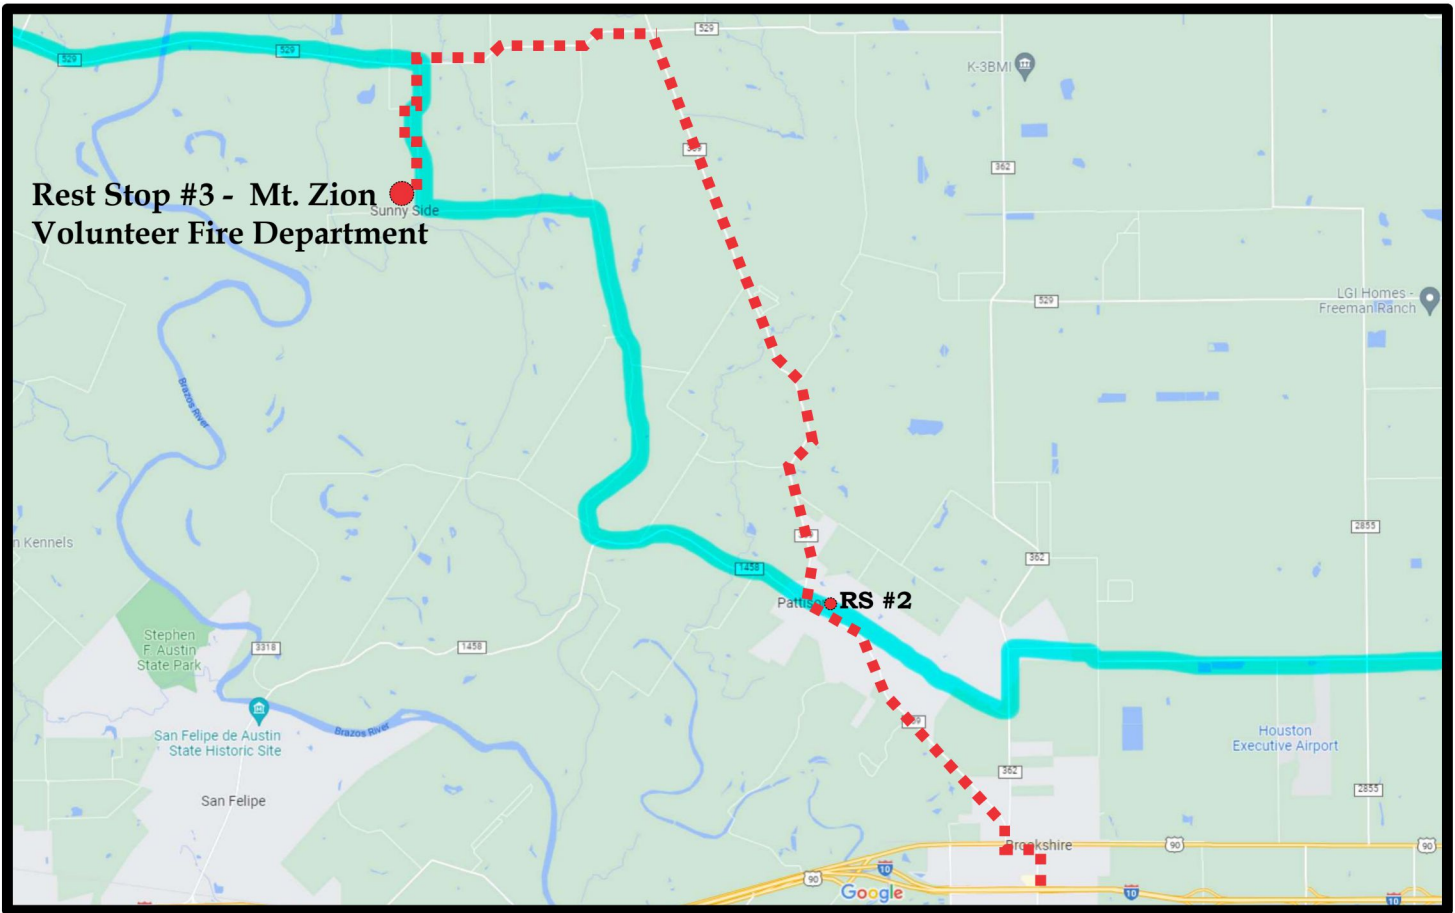 529
529
529
K-3BMI
362
359
Rest Stop #3 - Mt. Zion
Volunteer Fire Department
Sunny Side
LGI Homes -
Freeman Ranch
529
Brazos River
2855
n Kennels
362
1458
Pattiso
RS #2
Stephen
F. Austin
State Park
3318
1458
San Felipe de Austin
State Historic Site
Brazos River
Houston
Executive Airport
362
2855
San Felipe
Brookshire
90
90
90
10
Google
10
10